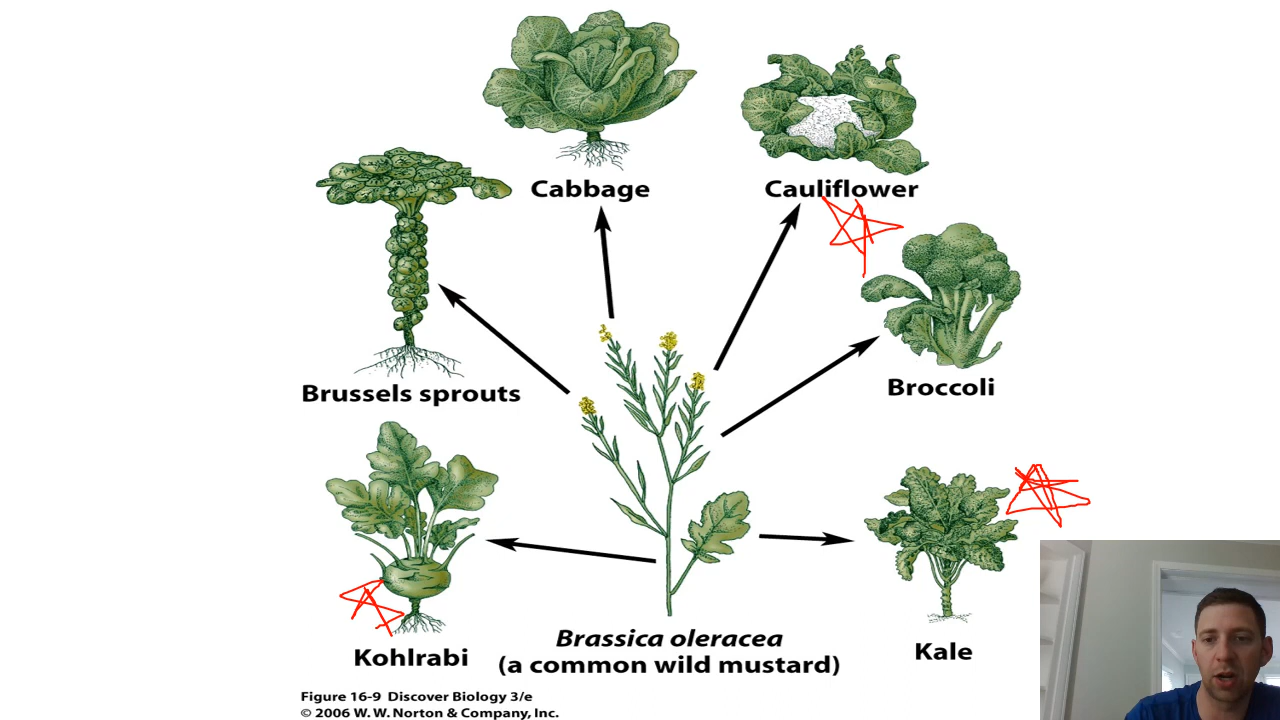 Cabbage
Cauliflower
Brussels sprouts
Broccoli
Kohlrabi
Brassica oleracea
(a common wild mustard)
Kale
Figure 16-9 Discover Biology 3/e
© 2006 W. W. Norton & Company, Inc.